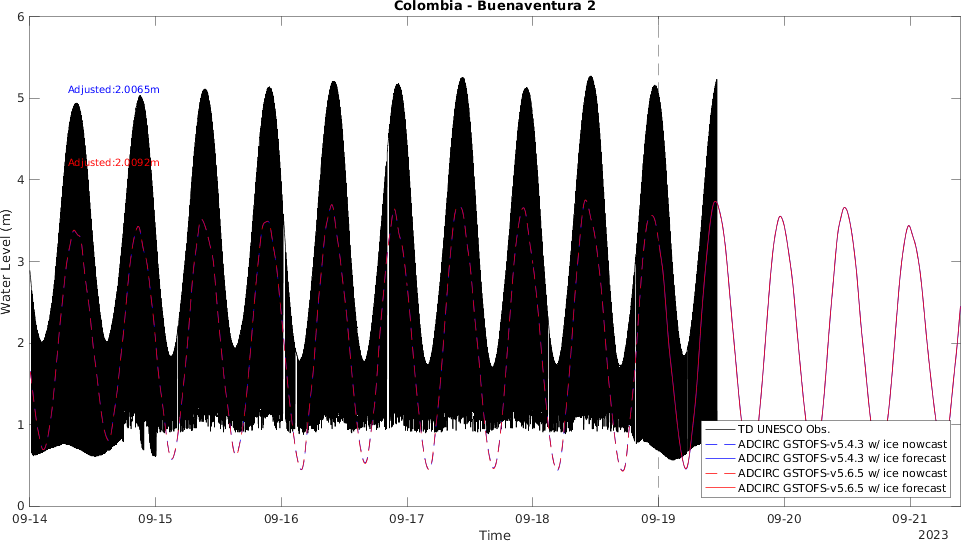 Colombia - Buenaventura 2
6
5
4
3
2
1
0
Water Level (m)
Adjusted:2.0065m
Adjusted:2.0092m
TD UNESCO Obs.
ADCIRC GSTOFS-v5.4.3 w/ ice nowcast
ADCIRC GSTOFS-v5.4.3 w/ ice forecast
ADCIRC GSTOFS-v5.6.5 w/ ice nowcast
ADCIRC GSTOFS-v5.6.5 w/ ice forecast
09-14 09-15 09-16 09-17 09-18 09-19 09-20 09-21
Time
2023